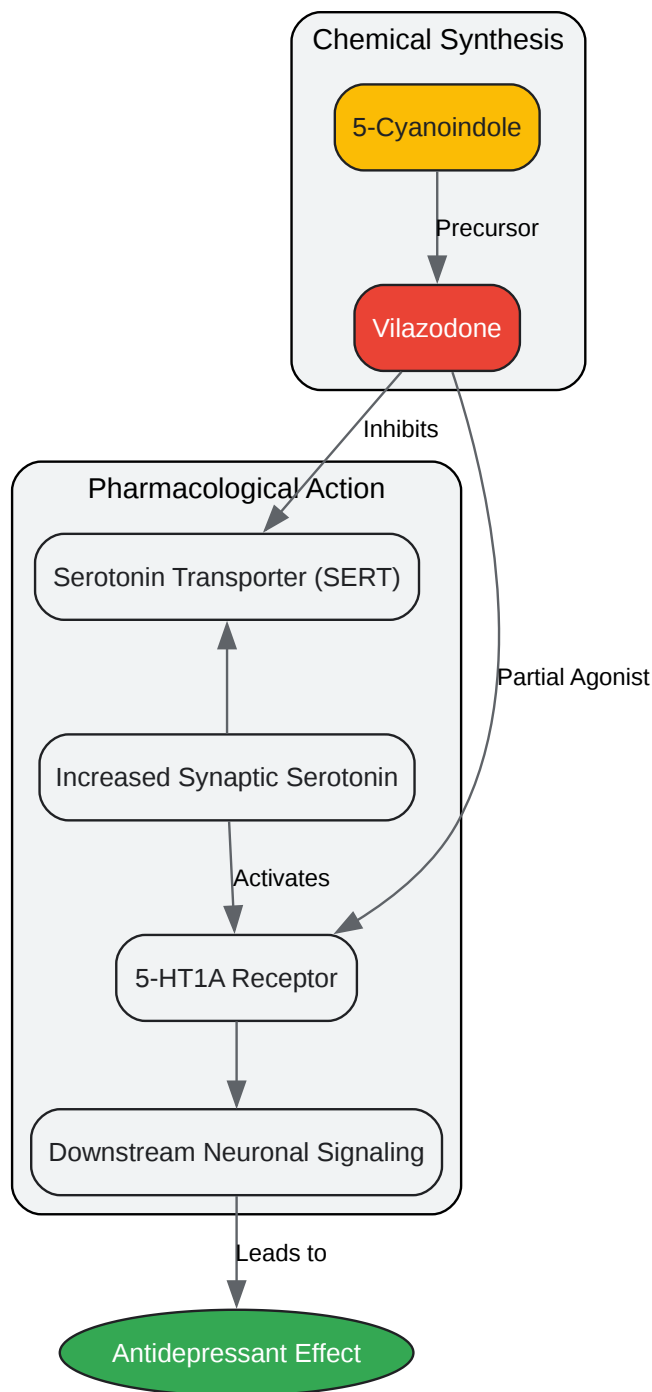 Chemical Synthesis
5-Cyanoindole
Precursor
Vilazodone
Inhibits
Pharmacological Action
Serotonin Transporter (SERT)
Partial Agonist
Increased Synaptic Serotonin
Activates
5-HT1A Receptor
Downstream Neuronal Signaling
Leads to
Antidepressant Effect